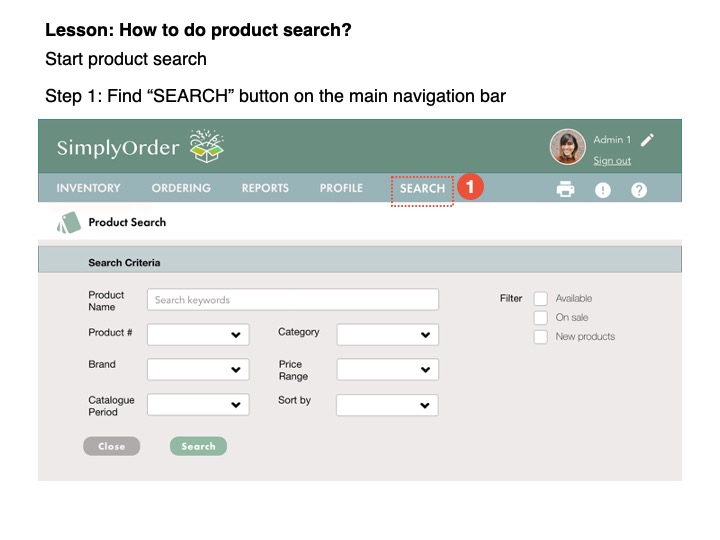 Lesson: How to do product search?
Start product search
Step 1: Find “SEARCH” button on the main navigation bar
SimplyOrder
Admin 1
Sign out
INVENTORY ORDERING REPORTS PROFILE SEARCH 1 ! ?
Product Search
Search Criteria
Product
Name
Search keywords
Filter
Available
On sale
New products
Product #
Category
Brand
Price
Range
Catalogue
Period
Sort by
Close
Search